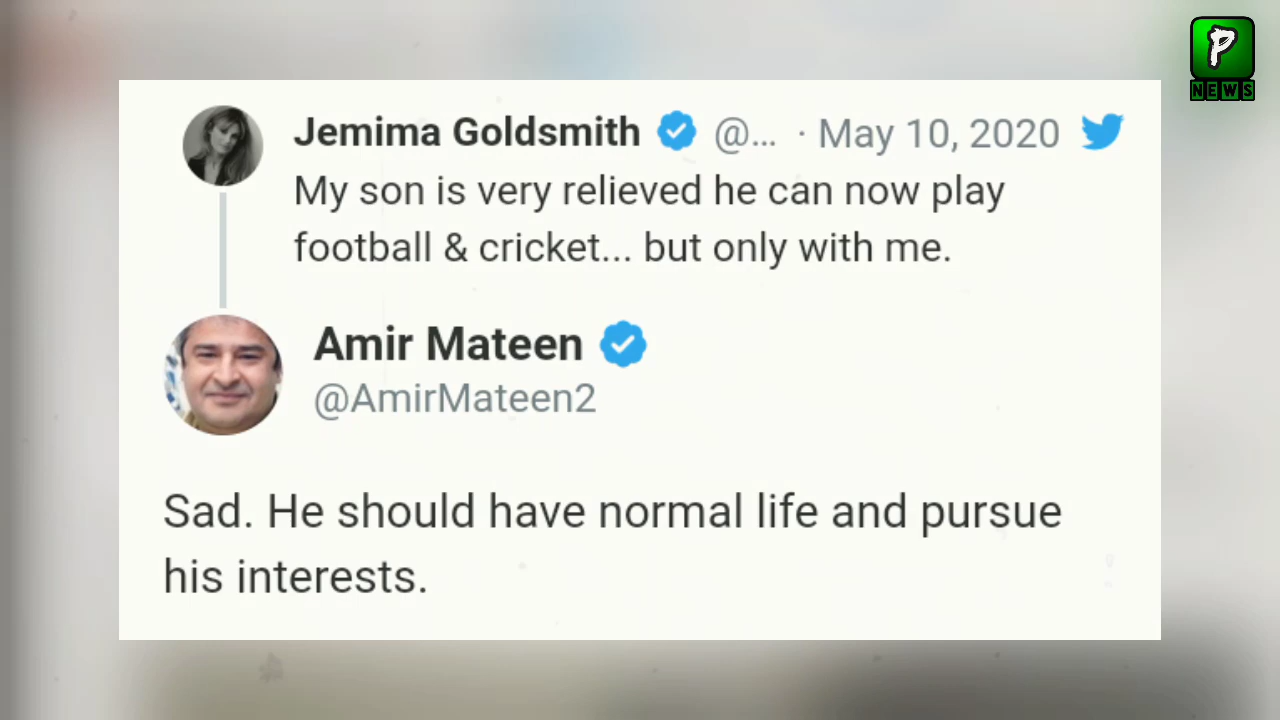 P
NEWS
Jemima Goldsmith @... · May 10, 2020
My son is very relieved he can now play
football & cricket... but only with me.
Amir Mateen
@AmirMateen2
Sad. He should have normal life and pursue
his interests.